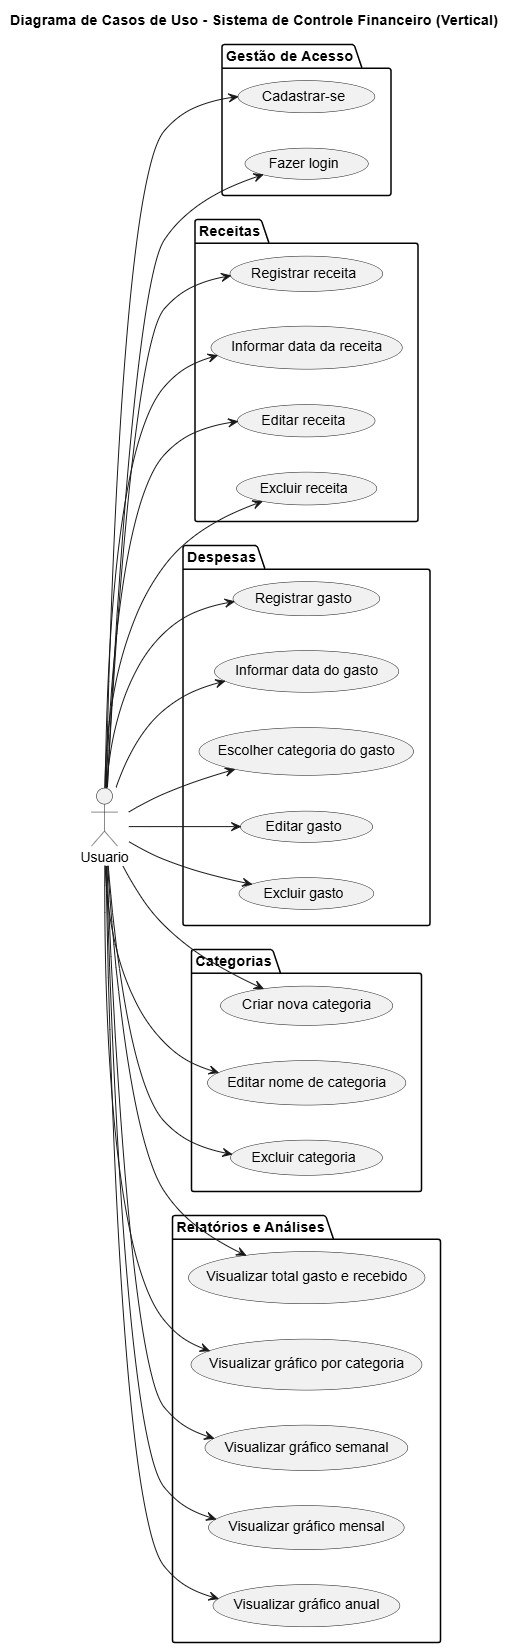 Diagrama de Casos de Uso - Sistema de Controle Financeiro (Vertical)
Gestão de Acesso
Cadastrar-se
Fazer login
Receitas
Registrar receita
Informar data da receita
Editar receita
Excluir receita
Despesas
Registrar gasto
Informar data do gasto
Escolher categoria do gasto
Editar gasto
Usuario
Excluir gasto
Categorias
Criar nova categoria
Editar nome de categoria
Excluir categoria
Relatórios e Análises
Visualizar total gasto e recebido
Visualizar gráfico por categoria
Visualizar gráfico semanal
Visualizar gráfico mensal
Visualizar gráfico anual